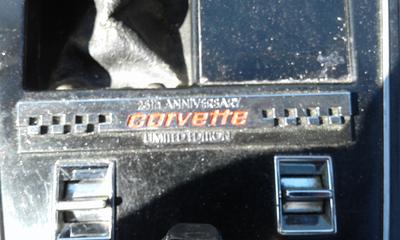 25TH ANNIVERSARY
corvette
LIMITED EDITION